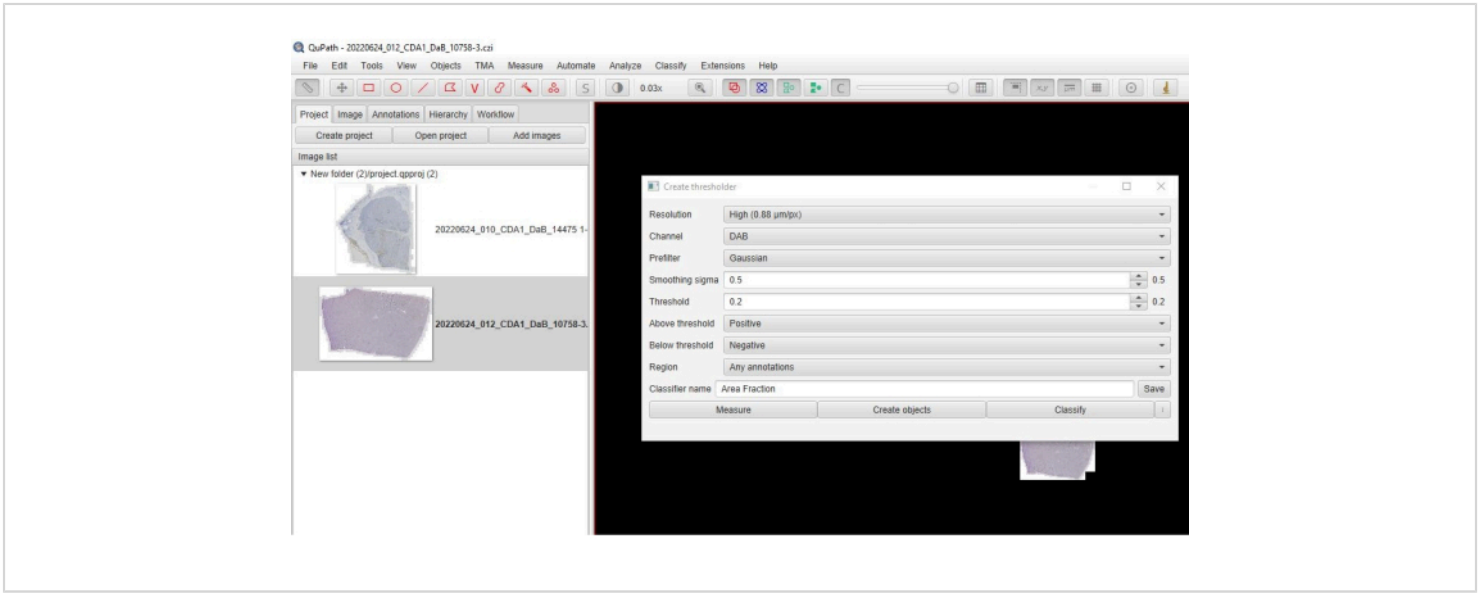 QuPath - 20220624_012_CDA1_DaB_10758-3.czi
File Edit Tools View Objects TMA Measure Automate Analyze Classify Extensions Help
V S 0.03x C x,y
Project Image Annotations Hierarchy Workflow
Create project Open project Add images
Image list
New folder (2)/project.qpproj (2)
20220624_010_CDA1_DaB_14475 1-
20220624_012_CDA1_DaB_10758-3.
Create thresholder
Resolution High (0.88 µm/px)
Channel DAB
Prefilter Gaussian
Smoothing sigma 0.5 0.5
Threshold 0.2 0.2
Above threshold Positive
Below threshold Negative
Region Any annotations
Classifier name Area Fraction Save
Measure Create objects Classify